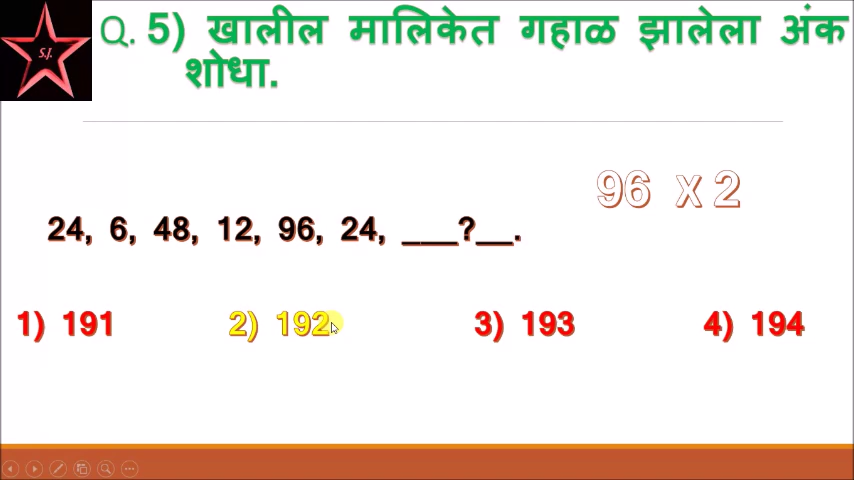 S.J.
Q. 5) खालील मालिकेत गहाळ झालेला अंक
शोधा.
96 X 2
24, 6, 48, 12, 96, 24, ___?__.
1) 191 2) 192 3) 193 4) 194